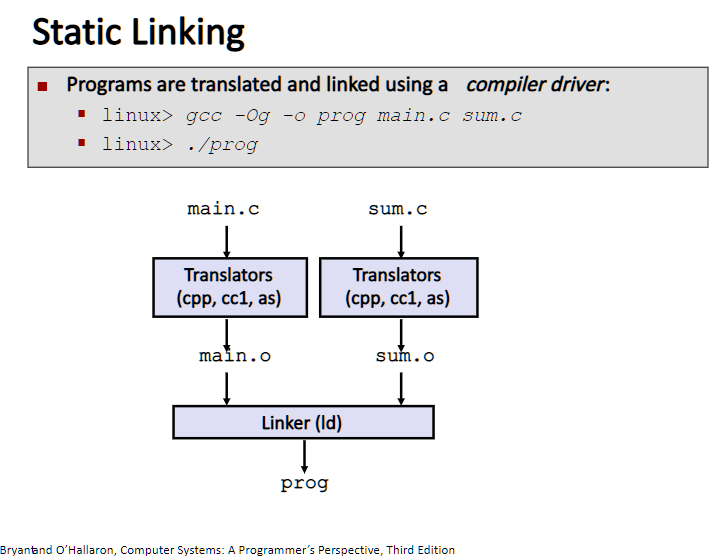 Static Linking
Programs are translated and linked using a compiler driver:
linux> gcc -Og -o prog main.c sum.c
linux> ./prog
main.c sum.c
Translators Translators
(cpp, cc1, as) (cpp, cc1, as)
main.o sum.o
Linker (ld)
prog
Bryant and O'Hallaron, Computer Systems: A Programmer's Perspective, Third Edition